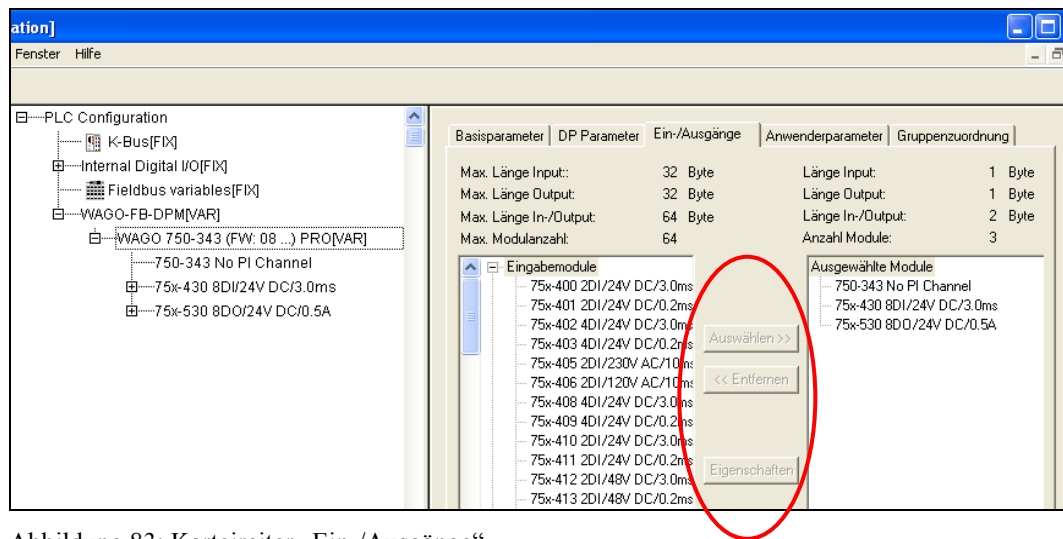 ation]
Fenster Hilfe
PLC Configuration
K-Bus[FIX]
Internal Digital I/O[FIX]
Fieldbus variables[FIX]
WAGO-FB-DPM[VAR]
WAGO 750-343 (FW: 08 ...) PRO[VAR]
750-343 No PI Channel
75x-430 8DI/24V DC/3.0ms
75x-530 8DO/24V DC/0.5A
Basisparameter DP Parameter Ein-/Ausgänge Anwenderparameter Gruppenzuordnung
Max. Länge Input:: 32 Byte Länge Input: 1 Byte
Max. Länge Output: 32 Byte Länge Output: 1 Byte
Max. Länge In-/Output: 64 Byte Länge In-/Output: 2 Byte
Max. Modulanzahl: 64 Anzahl Module: 3
Eingabemodule
75x-400 2DI/24V DC/3.0ms
75x-401 2DI/24V DC/0.2ms
75x-402 4DI/24V DC/3.0ms
75x-403 4DI/24V DC/0.2ms
75x-405 2DI/230V AC/10ms
75x-406 2DI/120V AC/10ms
75x-408 4DI/24V DC/3.0ms
75x-409 4DI/24V DC/0.2ms
75x-410 2DI/24V DC/3.0ms
75x-411 2DI/24V DC/0.2ms
75x-412 2DI/48V DC/3.0ms
75x-413 2DI/48V DC/0.2ms
Auswählen >>
<< Entfernen
Eigenschaften
Ausgewählte Module
750-343 No PI Channel
75x-430 8DI/24V DC/3.0ms
75x-530 8DO/24V DC/0.5A
Abbildung 83: Karteireiter „Ein-/Ausgänge“